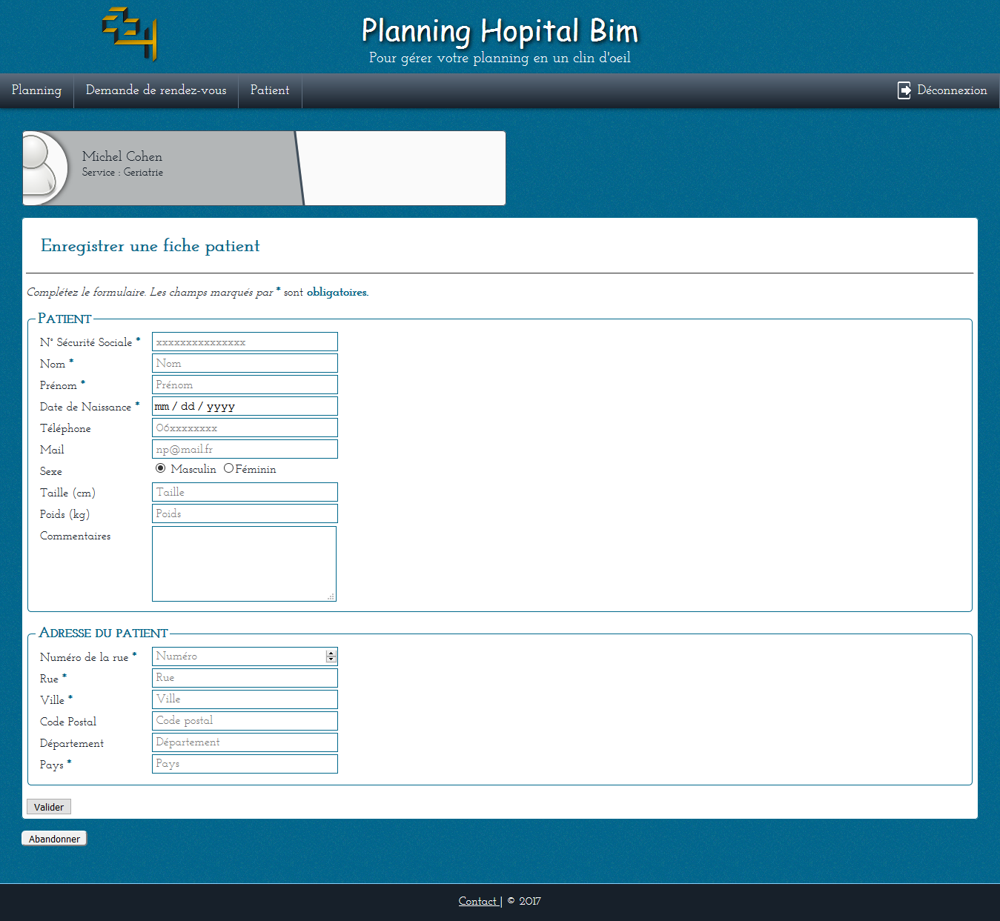 Planning Hopital Bim
Pour gérer votre planning en un clin d'oeil
Planning Demande de rendez-vous Patient Déconnexion
Michel Cohen
Service : Geriatrie
Enregistrer une fiche patient
Complétez le formulaire. Les champs marqués par * sont obligatoires.
PATIENT
N° Sécurité Sociale * xxxxxxxxxxxxxxx
Nom * Nom
Prénom * Prénom
Date de Naissance * mm / dd / yyyy
Téléphone 06xxxxxxxx
Mail np@mail.fr
Sexe Masculin Féminin
Taille (cm) Taille
Poids (kg) Poids
Commentaires
ADRESSE DU PATIENT
Numéro de la rue * Numéro
Rue * Rue
Ville * Ville
Code Postal Code postal
Département Département
Pays * Pays
Valider
Abandonner
Contact | © 2017